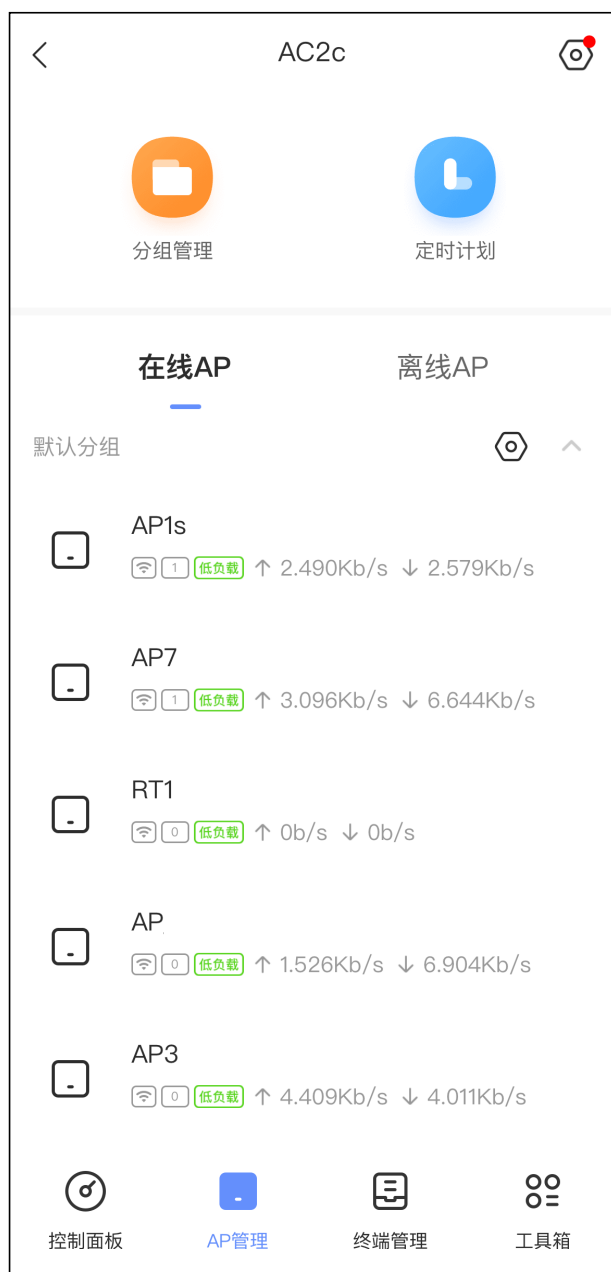 AC2c
分组管理 定时计划
在线AP 离线AP
默认分组
AP1s
1 低负载 ↑ 2.490Kb/s ↓ 2.579Kb/s
AP7
1 低负载 ↑ 3.096Kb/s ↓ 6.644Kb/s
RT1
0 低负载 ↑ 0b/s ↓ 0b/s
AP
0 低负载 ↑ 1.526Kb/s ↓ 6.904Kb/s
AP3
0 低负载 ↑ 4.409Kb/s ↓ 4.011Kb/s
控制面板 AP管理 终端管理 工具箱